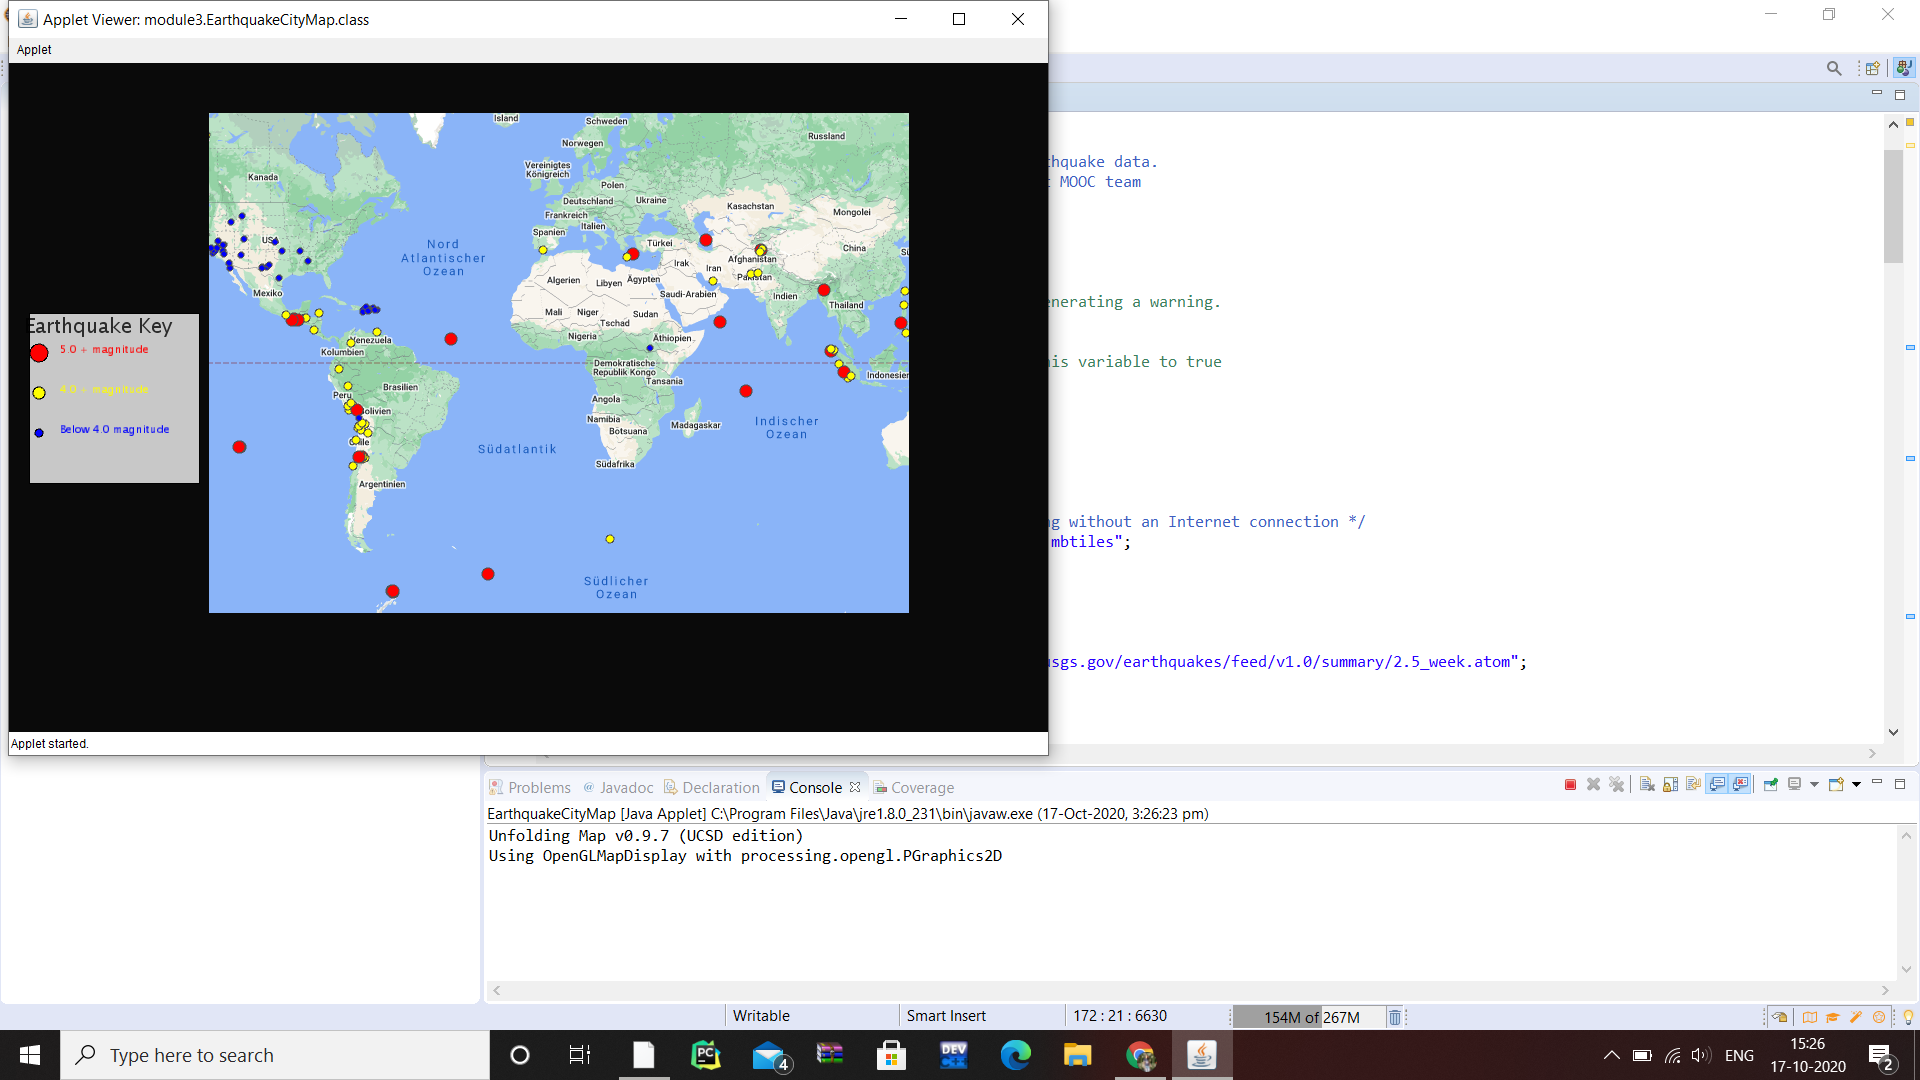 Applet Viewer: module3.EarthquakeCityMap.class
Applet
Island
Schweden
Norwegen
Russland
Vereinigtes
Königreich
Kanada
Polen
Deutschland
Ukraine
Kasachstan
Frankreich
Mongolei
Italien
Spanien
USA
Nord
Atlantischer
Ozean
Türkei
China
Afghanistan
Irak
Iran
Pakistan
Algerien
Libyen
Ägypten
Saudi-Arabien
Indien
Mexiko
Thailand
Mali
Niger
Sudan
Tschad
Nigeria
Äthiopien
Venezuela
Kolumbien
Demokratische
Republik Kongo
Tansania
Indonesien
Brasilien
Peru
Angola
Bolivien
Namibia
Botsuana
Madagaskar
Indischer
Ozean
Chile
Südatlantik
Südafrika
Argentinien
Südlicher
Ozean
Earthquake Key
5.0 + magnitude
4.0 + magnitude
Below 4.0 magnitude
Applet started.
hquake data.
MOOC team
enerating a warning.
his variable to true
ng without an Internet connection */
mbtiles";
usgs.gov/earthquakes/feed/v1.0/summary/2.5_week.atom";
Problems
@ Javadoc
Declaration
Console
Coverage
EarthquakeCityMap [Java Applet] C:\Program Files\Java\jre1.8.0_231\bin\javaw.exe (17-Oct-2020, 3:26:23 pm)
Unfolding Map v0.9.7 (UCSD edition)
Using OpenGLMapDisplay with processing.opengl.PGraphics2D
Writable
Smart Insert
172 : 21 : 6630
154M of 267M
Type here to search
PC
4
DEV
C++
ENG
15:26
17-10-2020
2